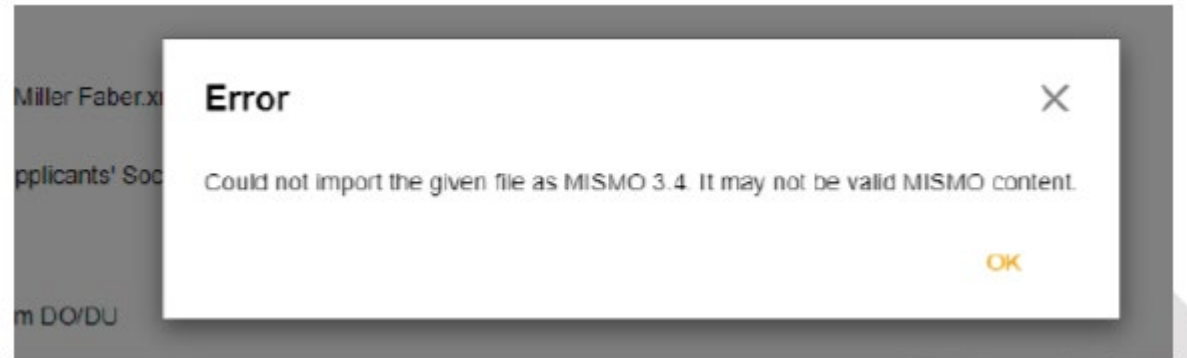 Error
Miller Faber.x
pplicants' Soc
Could not import the given file as MISMO 3.4. It may not be valid MISMO content.
OK
m DO/DU